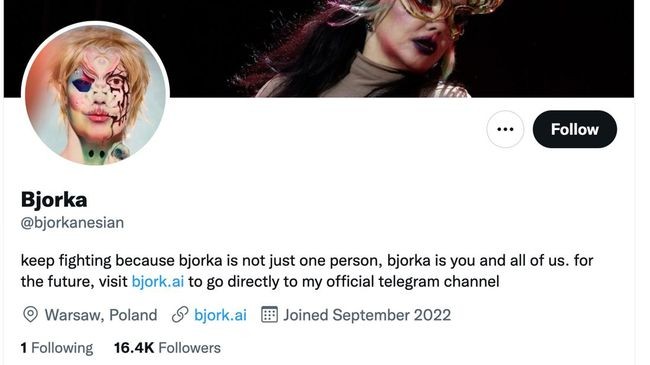 Follow
Bjorka
@bjorkanesian
keep fighting because bjorka is not just one person, bjorka is you and all of us. for
the future, visit bjork.ai to go directly to my official telegram channel
Warsaw, Poland bjork.ai Joined September 2022
1 Following 16.4K Followers